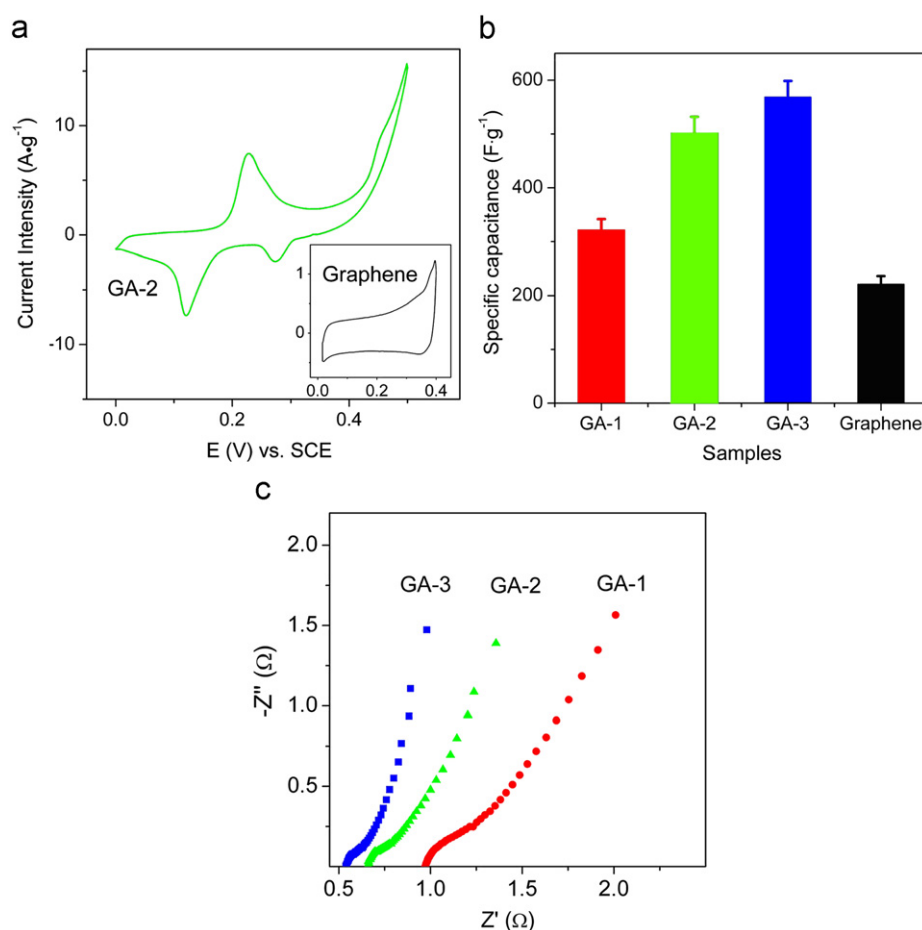 a
Current Intensity (A•g⁻¹)
10
0
-10
GA-2
Graphene
1
0
0.0 0.2 0.4
0.0 0.2 0.4
E (V) vs. SCE
b
Specific capacitance (F·g⁻¹)
600
400
200
0
GA-1 GA-2 GA-3 Graphene
Samples
c
-Z'' (Ω)
2.0
1.5
1.0
0.5
GA-3 GA-2 GA-1
0.5 1.0 1.5 2.0
Z' (Ω)